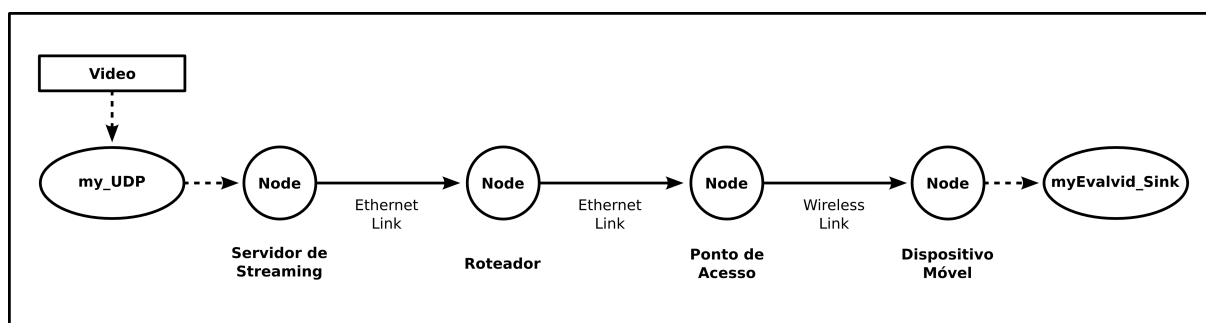 Video
my_UDP
Node
Node
Node
Node
myEvalvid_Sink
Ethernet
Link
Ethernet
Link
Wireless
Link
Servidor de
Streaming
Roteador
Ponto de
Acesso
Dispositivo
Móvel